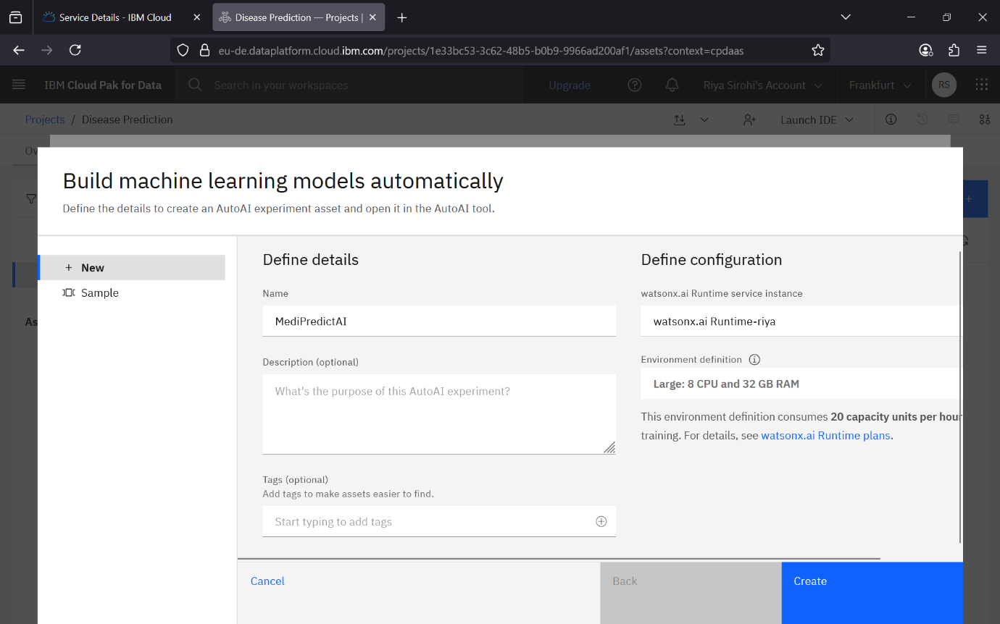 Service Details - IBM Cloud
Disease Prediction — Projects |
eu-de.dataplatform.cloud.ibm.com/projects/1e33bc53-3c62-48b5-b0b9-9966ad200af1/assets?context=cpdaas
IBM Cloud Pak for Data
Search in your workspaces
Upgrade
Riya Sirohi's Account
Frankfurt
RS
Projects / Disease Prediction
Launch IDE
Ov
Build machine learning models automatically
Define the details to create an AutoAI experiment asset and open it in the AutoAI tool.
+ New
Sample
As
Define details
Name
MediPredictAI
Description (optional)
What's the purpose of this AutoAI experiment?
Tags (optional)
Add tags to make assets easier to find.
Start typing to add tags
Define configuration
watsonx.ai Runtime service instance
watsonx.ai Runtime-riya
Environment definition
Large: 8 CPU and 32 GB RAM
This environment definition consumes 20 capacity units per hour
training. For details, see watsonx.ai Runtime plans.
Cancel
Back
Create